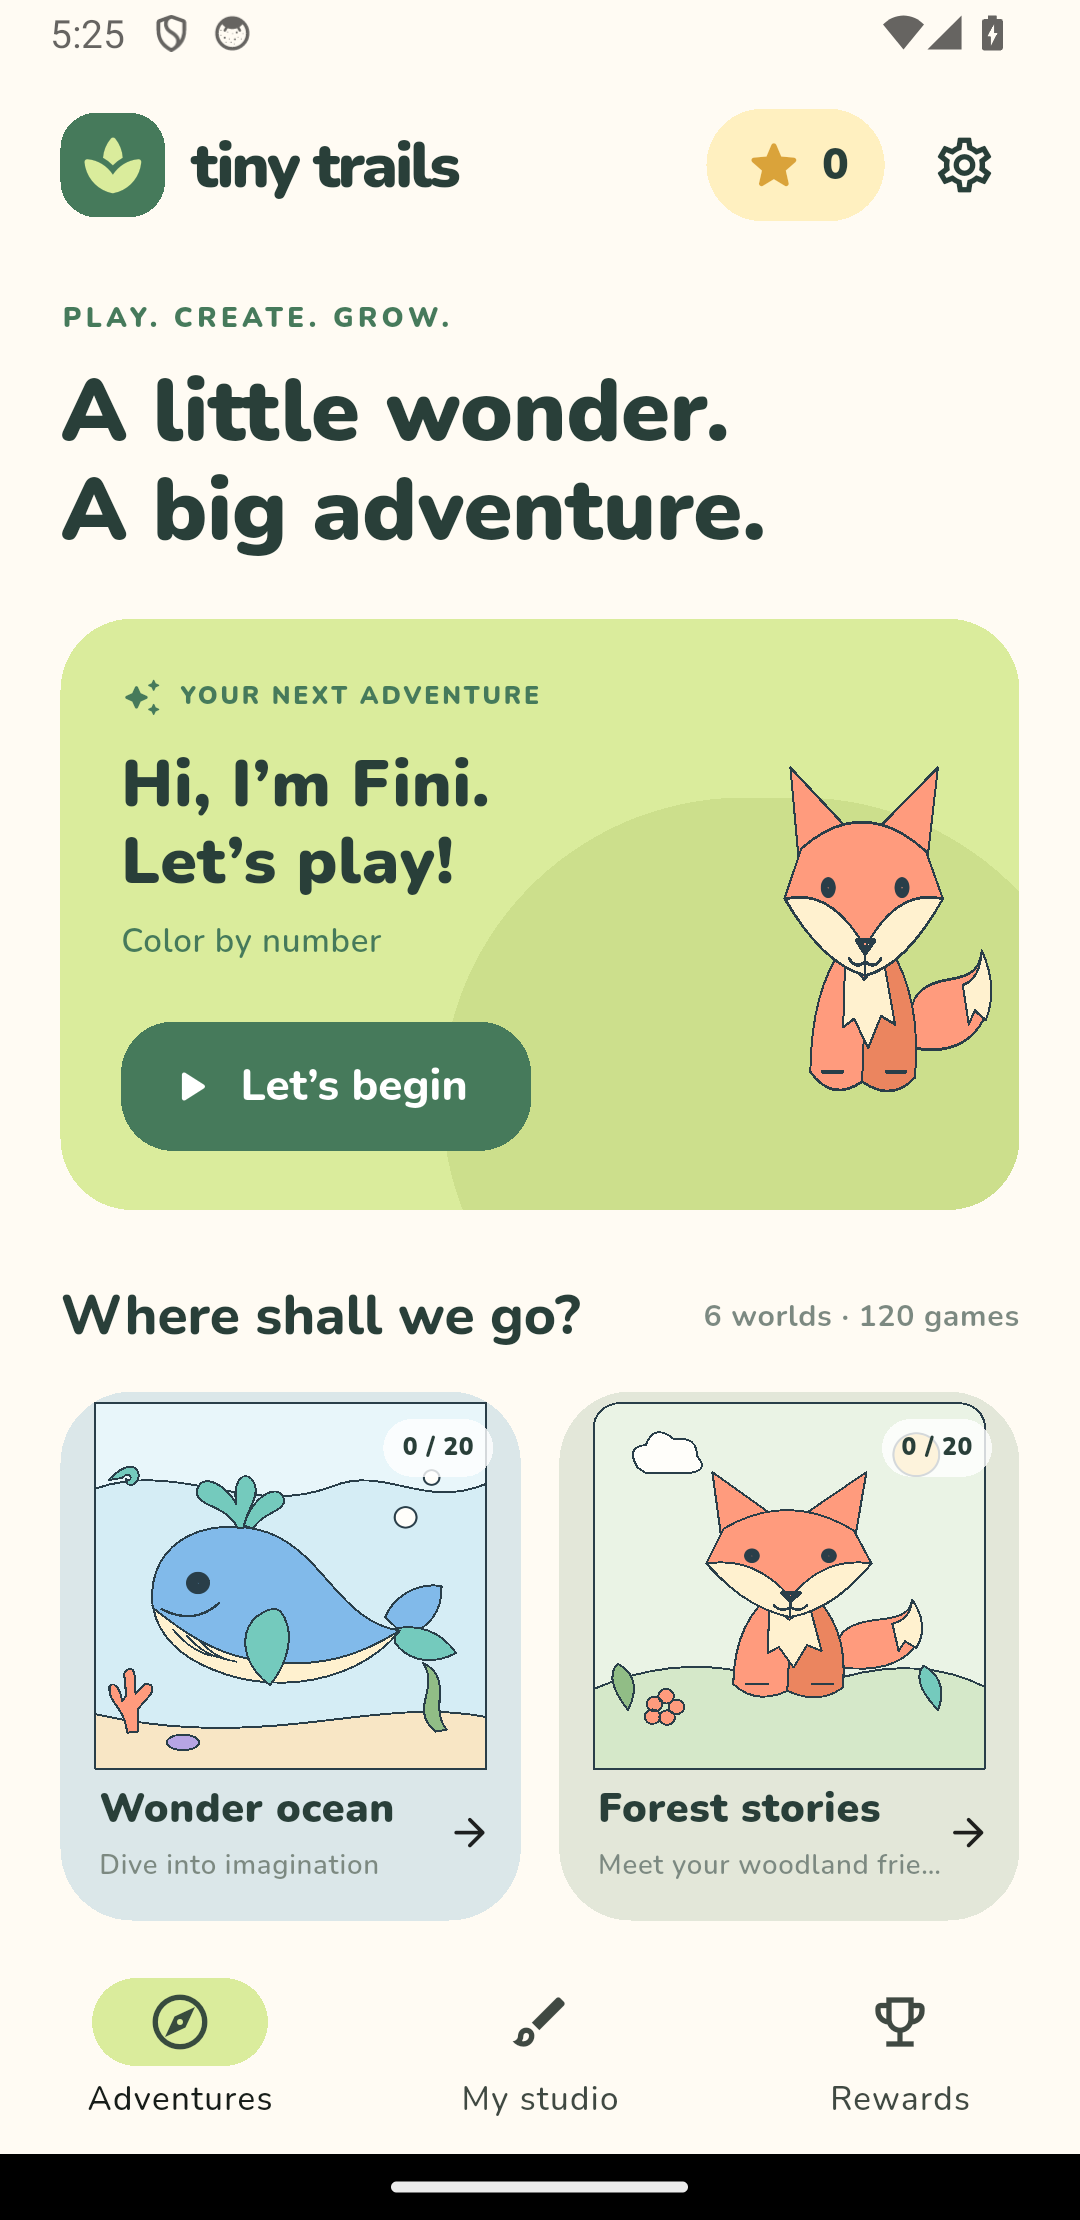 5:25
tiny trails
0
PLAY. CREATE. GROW.
A little wonder.
A big adventure.
YOUR NEXT ADVENTURE
Hi, I’m Fini.
Let’s play!
Color by number
Let’s begin
Where shall we go?
6 worlds · 120 games
0 / 20
0 / 20
Wonder ocean
Dive into imagination
Forest stories
Meet your woodland frie...
Adventures
My studio
Rewards